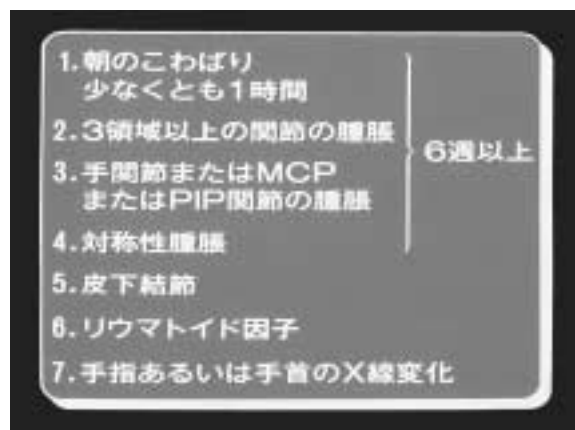 1.朝のこわばり
少なくとも1時間
2.3領域以上の関節の腫脹
3.手関節またはMCP
またはPIP関節の腫脹
4.対称性腫脹
6週以上
5.皮下結節
6.リウマトイド因子
7.手指あるいは手首のX線変化